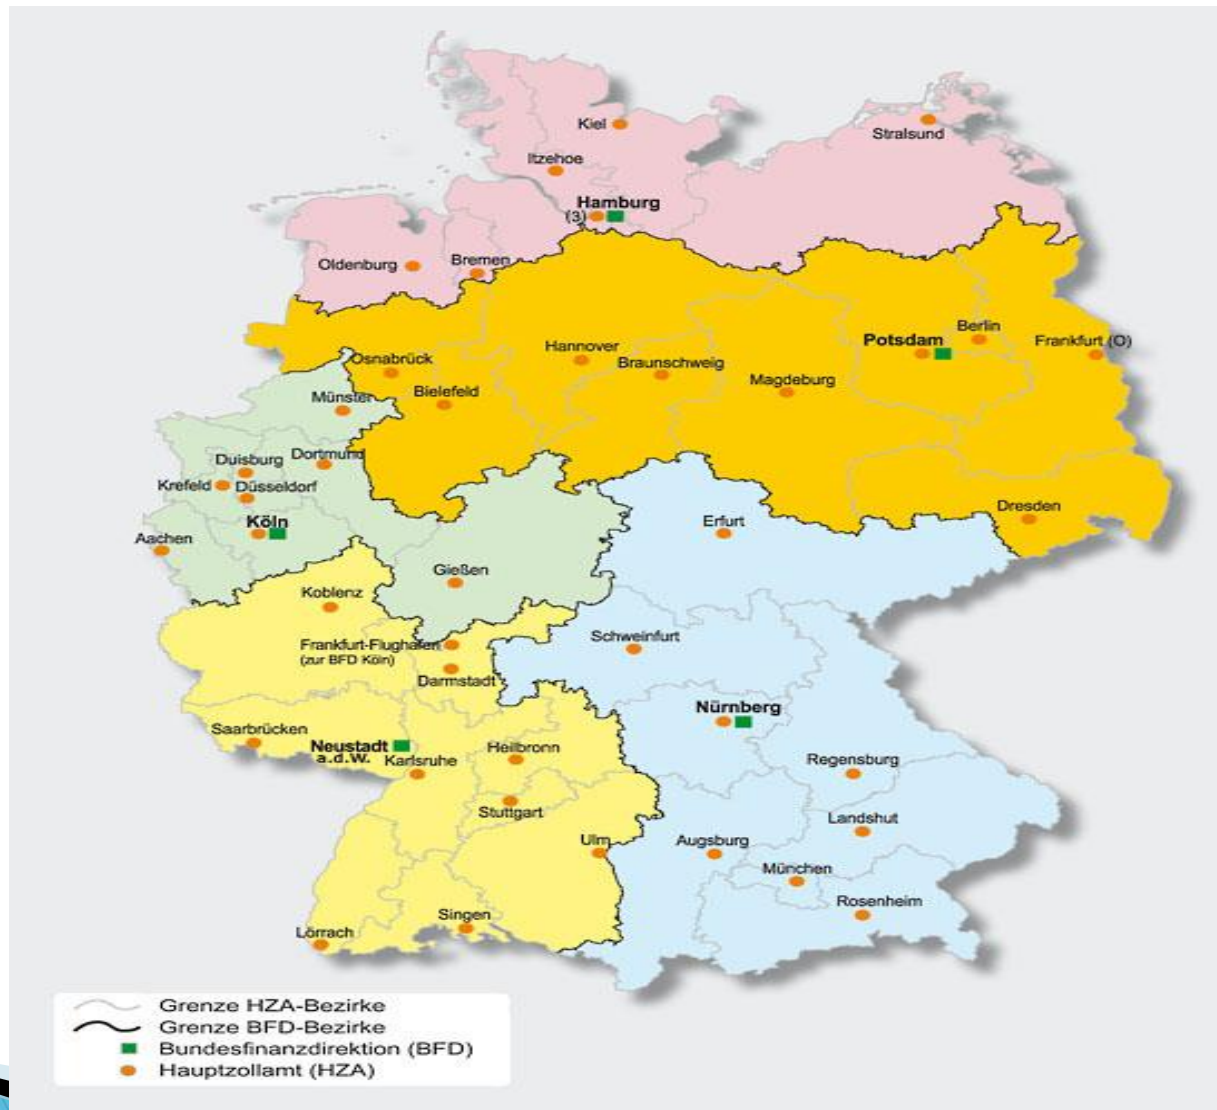 Kiel
Stralsund
Itzehoe
Hamburg
(3)
Oldenburg
Bremen
Berlin
Potsdam
Frankfurt (O)
Hannover
Osnabrück
Braunschweig
Magdeburg
Bielefeld
Münster
Dortmund
Duisburg
Krefeld
Düsseldorf
Dresden
Köln
Erfurt
Aachen
Gießen
Koblenz
Schweinfurt
Frankfurt-Flughafen
(zur BFD Köln)
Darmstadt
Nürnberg
Saarbrücken
Neustadt
a.d.W.
Heilbronn
Karlsruhe
Regensburg
Stuttgart
Landshut
Ulm
Augsburg
München
Rosenheim
Singen
Lörrach
Grenze HZA-Bezirke
Grenze BFD-Bezirke
Bundesfinanzdirektion (BFD)
Hauptzollamt (HZA)